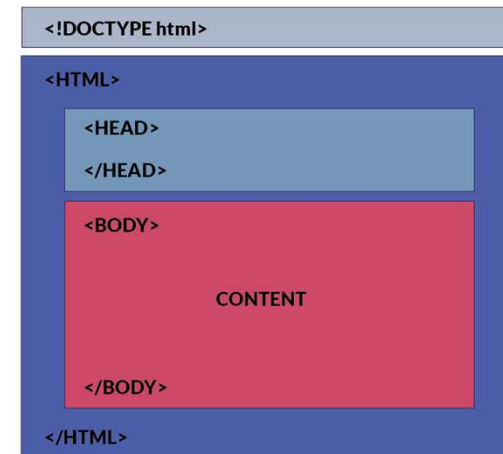 <!DOCTYPE html>
<HTML>
<HEAD>
</HEAD>
<BODY>
CONTENT
</BODY>
</HTML>